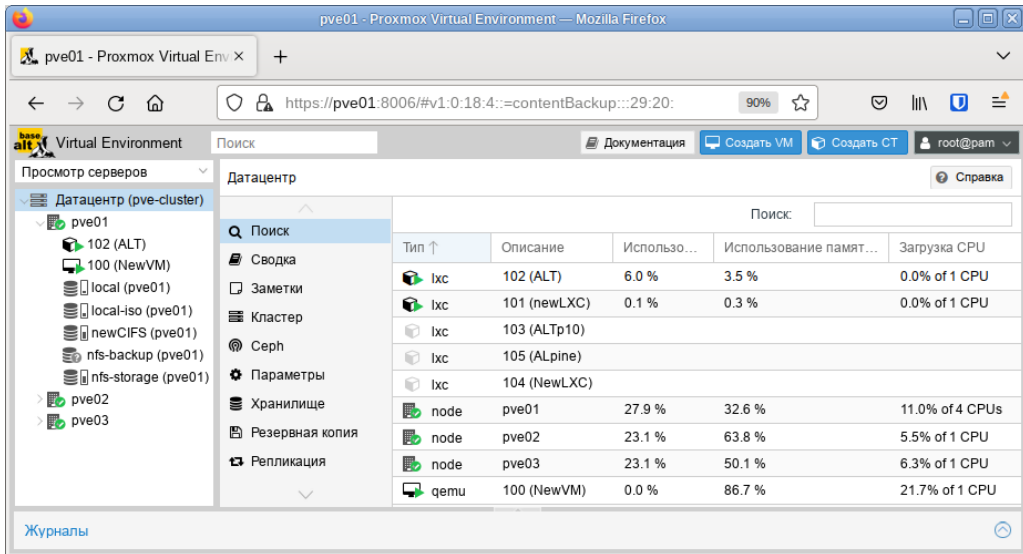 pve01 - Proxmox Virtual Environment — Mozilla Firefox
pve01 - Proxmox Virtual Env
https://pve01:8006/#v1:0:18:4::=contentBackup:::29:20:
90%
base alt Virtual Environment
Поиск
Документация
Создать VM
Создать CT
root@pam
Просмотр серверов
Датацентр (pve-cluster)
pve01
102 (ALT)
100 (NewVM)
local (pve01)
local-iso (pve01)
newCIFS (pve01)
nfs-backup (pve01)
nfs-storage (pve01)
pve02
pve03
Датацентр
Справка
Поиск
Сводка
Заметки
Кластер
Ceph
Параметры
Хранилище
Резервная копия
Репликация
Поиск:
Тип Описание Использо... Использование памят... Загрузка CPU
lxc 102 (ALT) 6.0 % 3.5 % 0.0% of 1 CPU
lxc 101 (newLXC) 0.1 % 0.3 % 0.0% of 1 CPU
lxc 103 (ALTp10)
lxc 105 (ALpine)
lxc 104 (NewLXC)
node pve01 27.9 % 32.6 % 11.0% of 4 CPUs
node pve02 23.1 % 63.8 % 5.5% of 1 CPU
node pve03 23.1 % 50.1 % 6.3% of 1 CPU
qemu 100 (NewVM) 0.0 % 86.7 % 21.7% of 1 CPU
Журналы